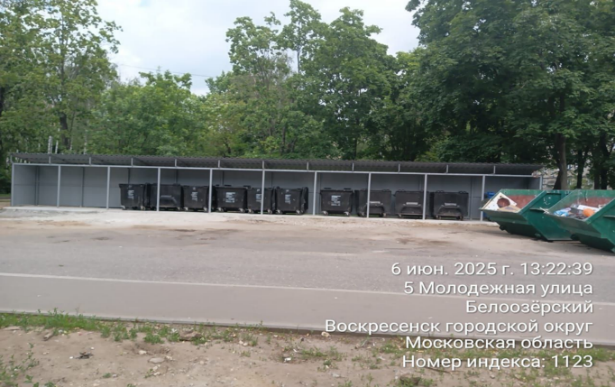 6 июн. 2025 г. 13:22:39
5 Молодежная улица
Белоозёрский
Воскресенск городской округ
Московская область
Номер индекса: 1123